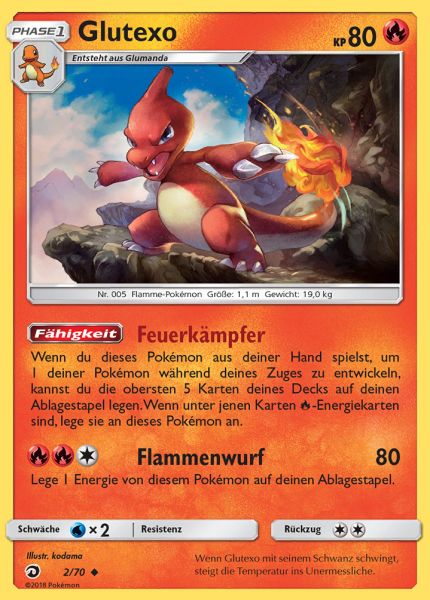 PHASE 1
Glutexo
KP 80
Entsteht aus Glumanda
Nr. 005 Flamme-Pokémon Größe: 1,1 m Gewicht: 19,0 kg
Fähigkeit Feuerkämpfer
Wenn du dieses Pokémon aus deiner Hand spielst, um
1 deiner Pokémon während deines Zuges zu entwickeln,
kannst du die obersten 5 Karten deines Decks auf deinen
Ablagestapel legen. Wenn unter jenen Karten -Energiekarten
sind, lege sie an dieses Pokémon an.
Flammenwurf 80
Lege 1 Energie von diesem Pokémon auf deinen Ablagestapel.
Schwäche ×2 Resistenz Rückzug
Illustr. kodama
2/70
©2018 Pokémon
Wenn Glutexo mit seinem Schwanz schwingt,
steigt die Temperatur ins Unermessliche.